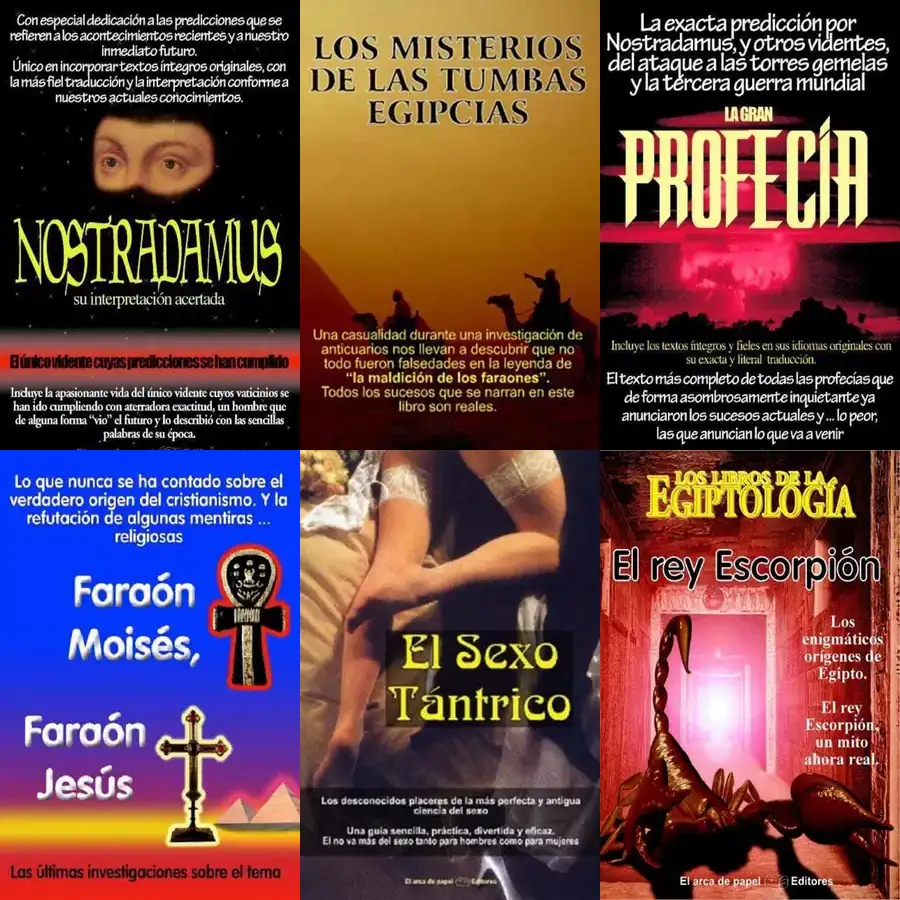 Con especial dedicación a las predicciones que se
refieren a los acontecimientos recientes y a nuestro
inmediato futuro.
Único en incorporar textos íntegros originales, con
la más fiel traducción y la interpretación conforme a
nuestros actuales conocimientos.
NOSTRADAMUS
su interpretación acertada
El único vidente cuyas predicciones se han cumplido
Incluye la apasionante vida del único vidente cuyos vaticinios se
han ido cumpliendo con aterradora exactitud, un hombre que
de alguna forma “vio” el futuro y lo describió con las sencillas
palabras de su época.
LOS MISTERIOS
DE LAS TUMBAS
EGIPCIAS
Una casualidad durante una investigación de
anticuarios nos llevan a descubrir que no
todo fueron falsedades en la leyenda de
“la maldición de los faraones”.
Todos los sucesos que se narran en este
libro son reales.
La exacta predicción por
Nostradamus, y otros videntes,
del ataque a las torres gemelas
y la tercera guerra mundial
LA GRAN
PROFECÍA
Incluye los textos íntegros y fieles en sus idiomas originales con
su exacta y literal traducción.
El texto más completo de todas las profecías que
de forma asombrosamente inquietante ya
anunciaron los sucesos actuales y ... lo peor,
las que anuncian lo que va a venir
Lo que nunca se ha contado sobre el
verdadero origen del cristianismo. Y la
refutación de algunas mentiras ...
religiosas
Faraón
Moisés,
Faraón
Jesús
Las últimas investigaciones sobre el tema
El Sexo
Tántrico
Los desconocidos placeres de la más perfecta y antigua
ciencia del sexo
Una guía sencilla, práctica, divertida y eficaz.
El no va más del sexo tanto para hombres como para mujeres
El arca de papel Editores
LOS LIBROS DE LA
EGIPTOLOGÍA
El rey Escorpión
Los
enigmáticos
orígenes de
Egipto.
El rey
Escorpión,
un mito
ahora real.
El arca de papel Editores